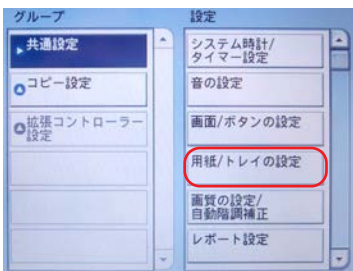 グループ
共通設定
コピー設定
拡張コントローラー
設定
設定
システム時計/
タイマー設定
音の設定
画面/ボタンの設定
用紙/トレイの設定
画質の設定/
自動階調補正
レポート設定